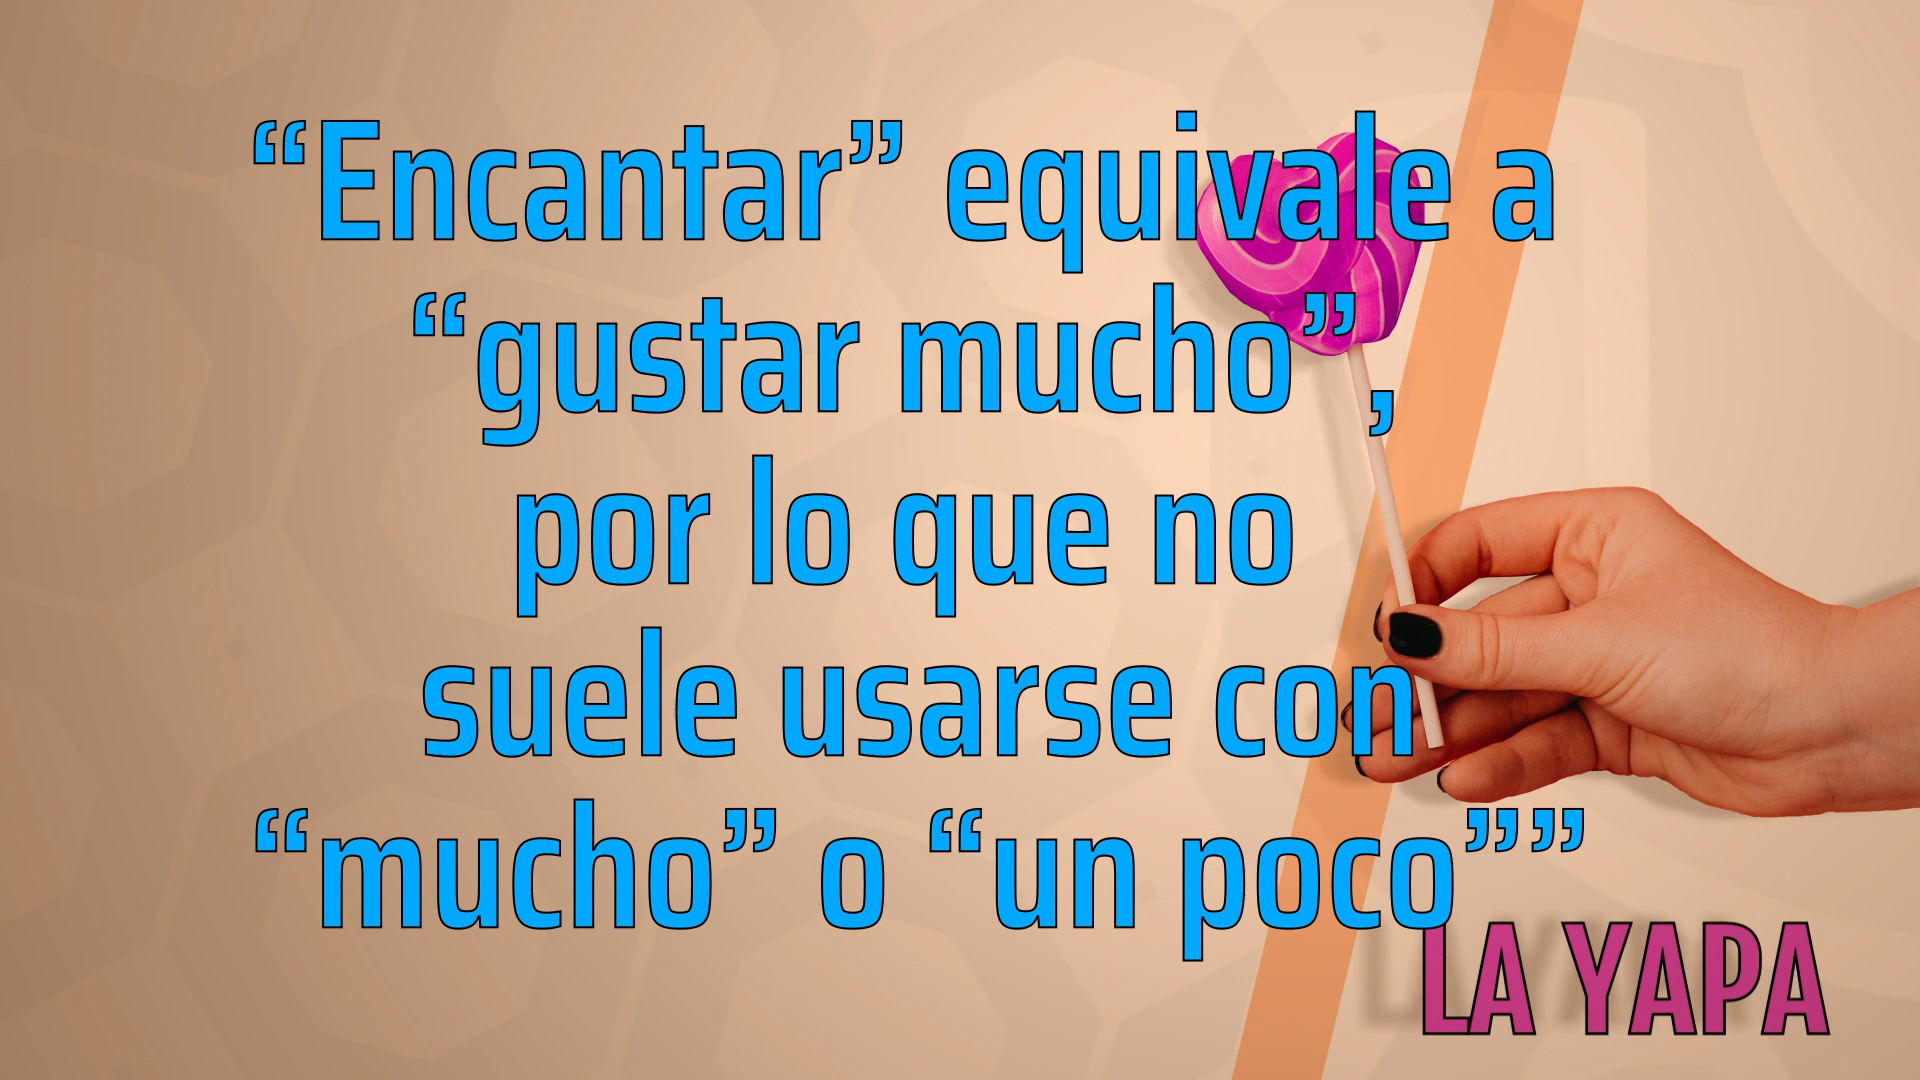 “Encantar” equivale a
“gustar mucho”,
por lo que no
suele usarse con
“mucho” o “un poco””
LA YAPA